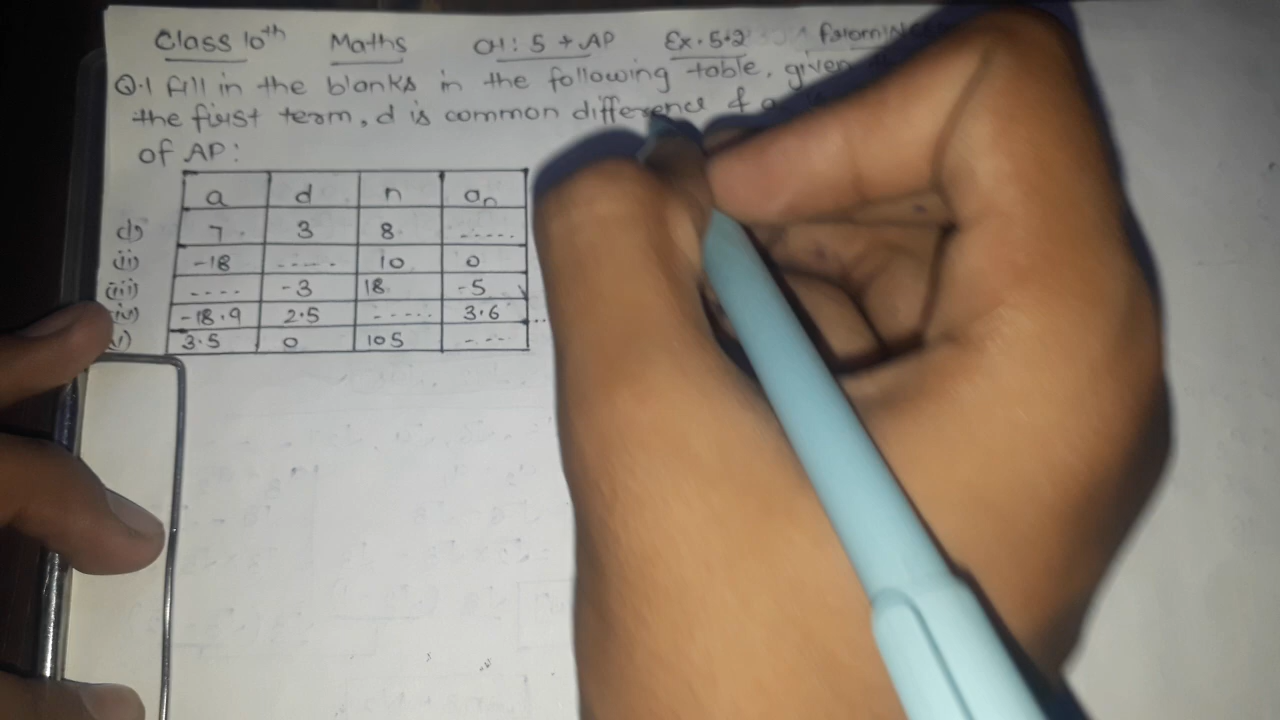 Class 10th Maths CH: 5 + AP Ex. 5.2
Q.1 Fill in the blanks in the following table, given
the first term, d is common difference &
of AP:
a d n an
(i) 7 3 8 ......
(ii) -18 ...... 10 0
(iii) .... -3 18 -5
(iv) -18.9 2.5 ...... 3.6
3.5 0 105 ....